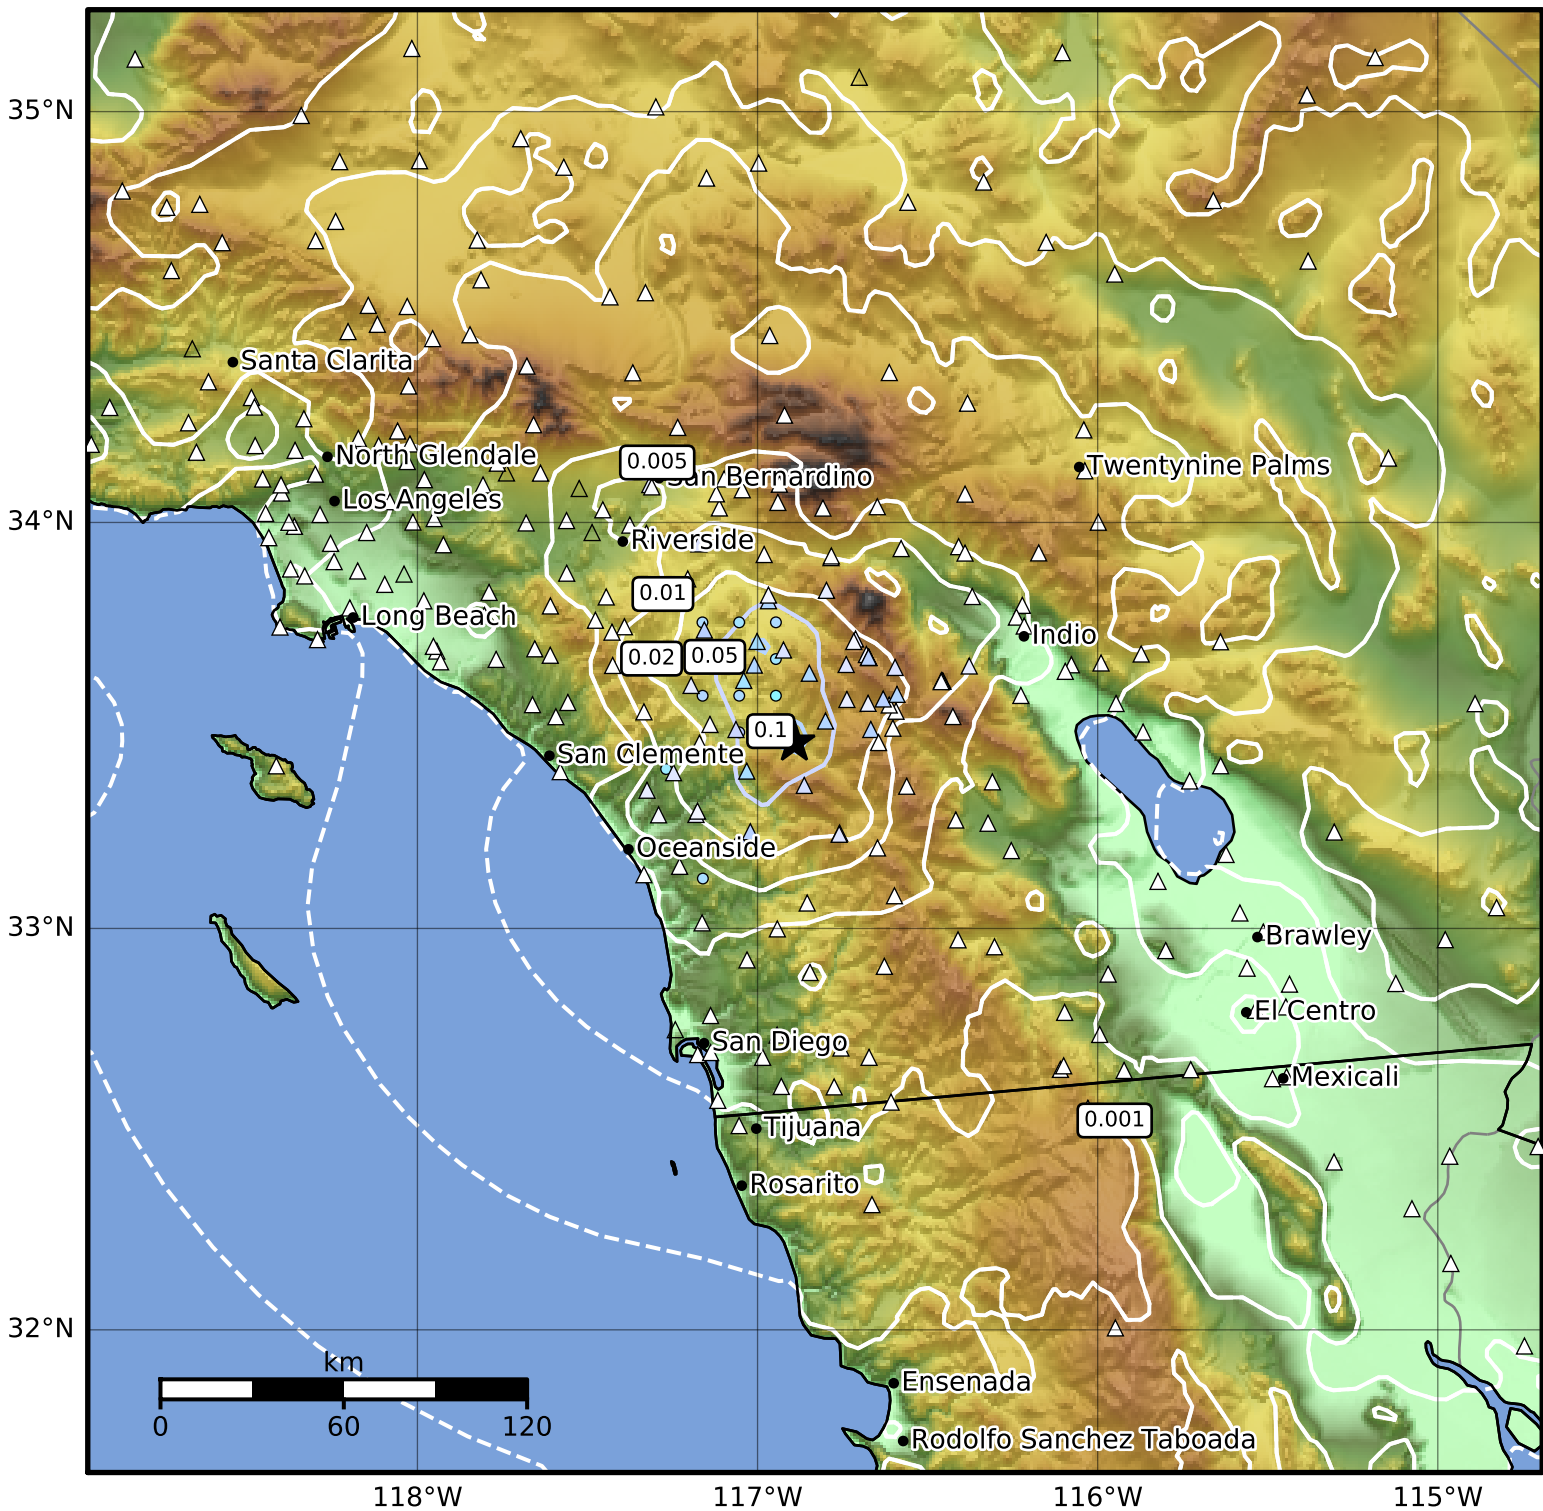 35°N
Santa Clarita
North Glendale
0.005
San Bernardino
Twentynine Palms
Los Angeles
34°N
Riverside
0.01
Long Beach
Indio
0.02
0.05
0.1
San Clemente
Oceanside
33°N
Brawley
El Centro
San Diego
Mexicali
0.001
Tijuana
Rosarito
32°N
km
Ensenada
0
60
120
Rodolfo Sanchez Taboada
118°W
117°W
116°W
115°W